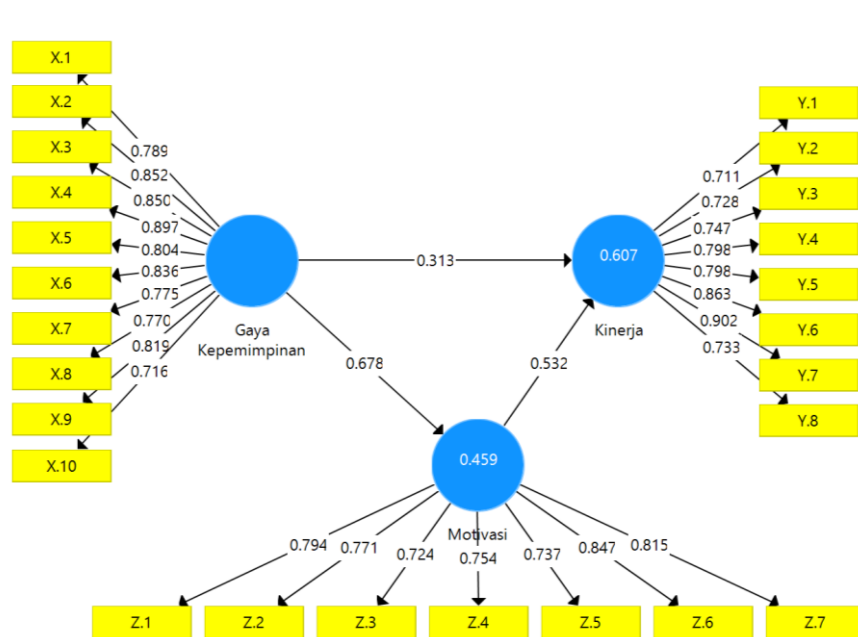 X.1
X.2
X.3
X.4
X.5
X.6
X.7
X.8
X.9
X.10
0.789
0.852
0.850
0.897
0.804
0.836
0.775
0.770
0.819
0.716
Gaya
Kepemimpinan
0.313
0.678
0.532
0.607
Kinerja
0.711
0.728
0.747
0.798
0.798
0.863
0.902
0.733
Y.1
Y.2
Y.3
Y.4
Y.5
Y.6
Y.7
Y.8
0.459
Motivasi
0.794
0.771
0.724
0.754
0.737
0.847
0.815
Z.1
Z.2
Z.3
Z.4
Z.5
Z.6
Z.7